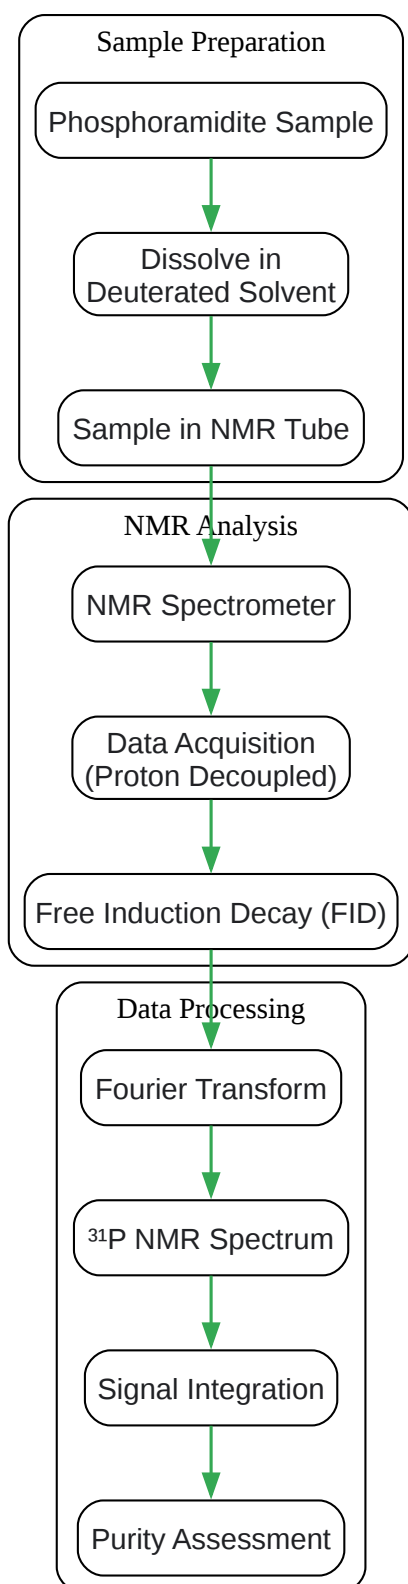 Sample Preparation
Phosphoramidite Sample
Dissolve in
Deuterated Solvent
Sample in NMR Tube
NMR Analysis
NMR Spectrometer
Data Acquisition
(Proton Decoupled)
Free Induction Decay (FID)
Data Processing
Fourier Transform
³¹P NMR Spectrum
Signal Integration
Purity Assessment